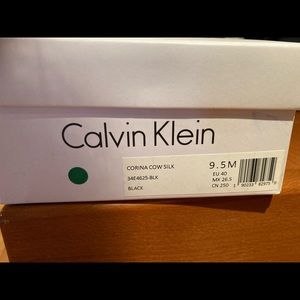 Calvin Klein
CORINA COW SILK
34E4625-BLK
BLACK
9.5M
EU 40
MX 26.5
CN 250